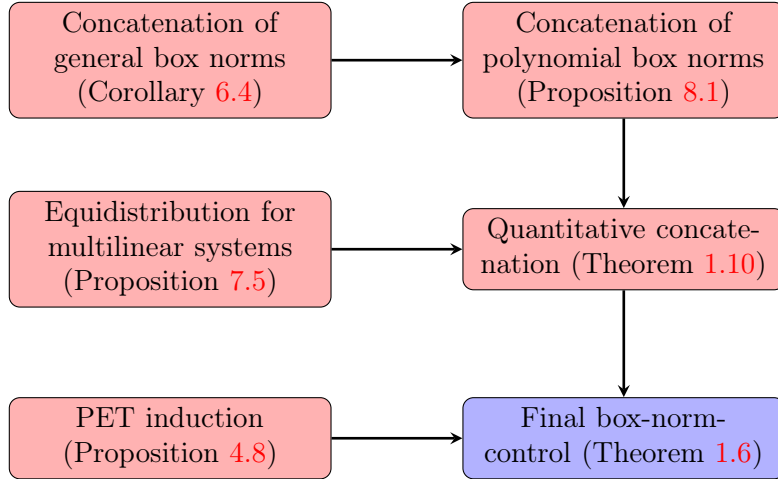 Concatenation of
general box norms
(Corollary 6.4)
Concatenation of
polynomial box norms
(Proposition 8.1)
Equidistribution for
multilinear systems
(Proposition 7.5)
Quantitative concate-
nation (Theorem 1.10)
PET induction
(Proposition 4.8)
Final box-norm-
control (Theorem 1.6)